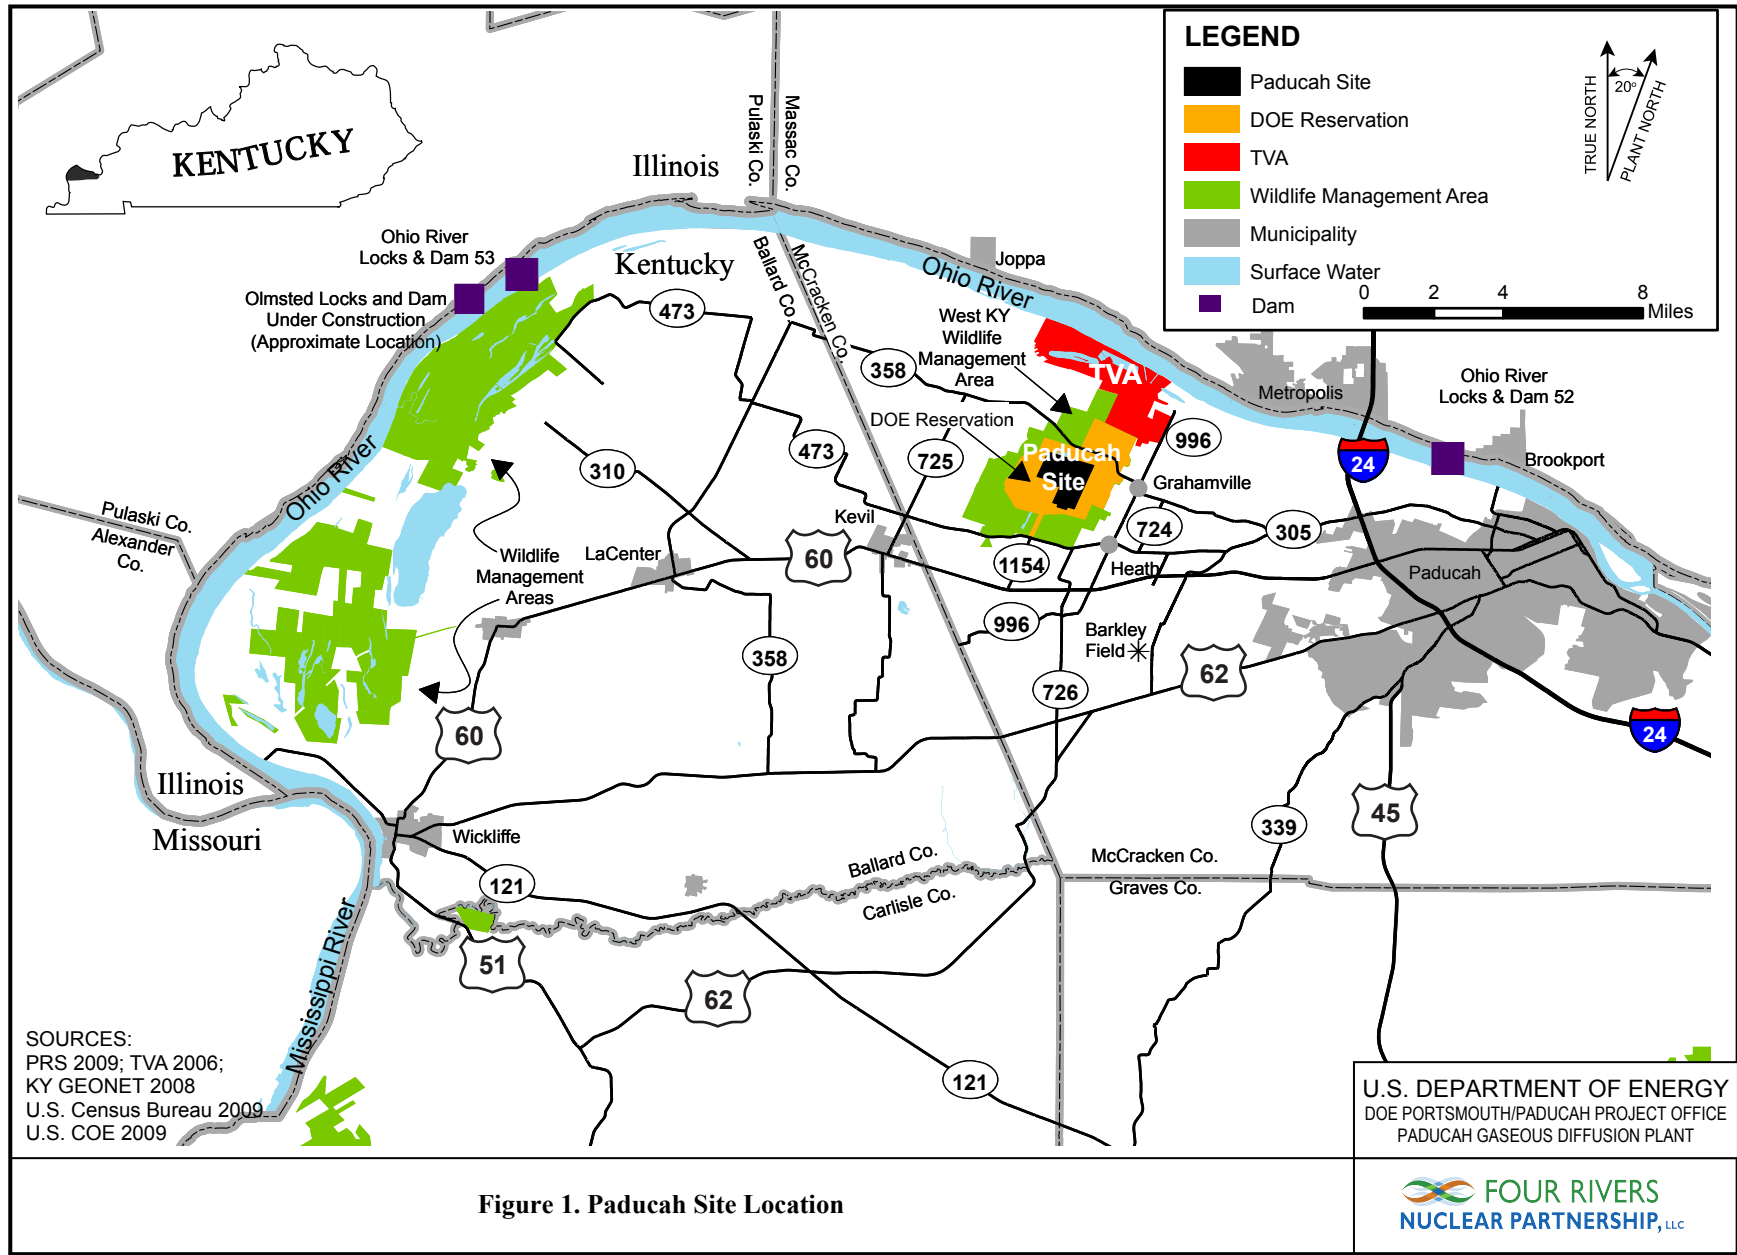 LEGEND
Paducah Site
DOE Reservation
TVA
Wildlife Management Area
Municipality
Surface Water
Dam
0 2 4 8 Miles
TRUE NORTH
20°
PLANT NORTH
KENTUCKY
Pulaski Co.
Massac Co.
Illinois
Ohio River
Locks & Dam 53
Olmsted Locks and Dam
Under Construction
(Approximate Location)
Kentucky
Ballard Co.
McCracken Co.
Ohio River
Joppa
473
West KY
Wildlife
Management
Area
358
TVA
DOE Reservation
Metropolis
Ohio River
Locks & Dam 52
Brookport
24
996
473
725
310
Paducah
Site
Grahamville
Ohio River
Pulaski Co.
Alexander
Co.
Kevil
724
305
Wildlife
Management
Areas
LaCenter
60
1154
Heath
Paducah
996
Barkley
Field
358
62
726
60
24
Illinois
Missouri
Wickliffe
45
339
121
Ballard Co.
Carlisle Co.
McCracken Co.
Graves Co.
51
62
Mississippi River
121
SOURCES:
PRS 2009; TVA 2006;
KY GEONET 2008
U.S. Census Bureau 2009
U.S. COE 2009
U.S. DEPARTMENT OF ENERGY
DOE PORTSMOUTH/PADUCAH PROJECT OFFICE
PADUCAH GASEOUS DIFFUSION PLANT
Figure 1. Paducah Site Location
FOUR RIVERS
NUCLEAR PARTNERSHIP, LLC